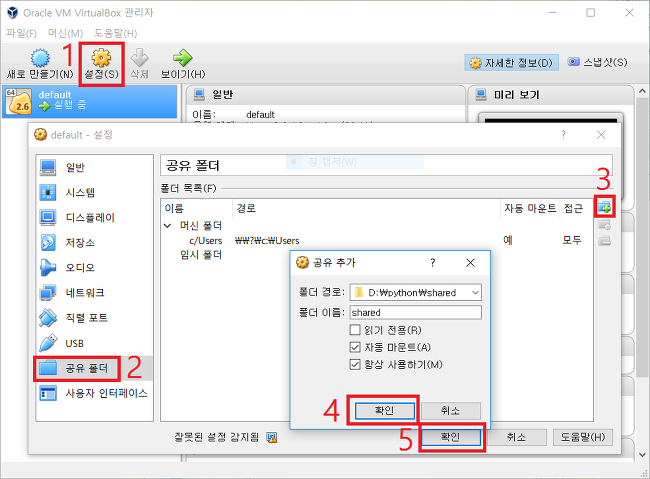 Oracle VM VirtualBox 관리자
파일(F) 머신(M) 도움말(H)
1
새로 만들기(N) 설정(S) 삭제 보이기(H) 자세한 정보(D) 스냅샷(S)
64
2.6
default
실행 중
일반
미리 보기
이름: default
default - 설정
일반
시스템
디스플레이
저장소
오디오
네트워크
직렬 포트
USB
공유 폴더
2
사용자 인터페이스
공유 폴더
창 캡처(W)
폴더 목록(F)
3
이름 경로 자동 마운트 접근
머신 폴더
c/Users ₩₩?₩c:₩Users 예 모두
임시 폴더
공유 추가
폴더 경로: D:₩python₩shared
폴더 이름: shared
읽기 전용(R)
자동 마운트(A)
항상 사용하기(M)
4
확인 취소
잘못된 설정 감지됨
5
확인 취소 도움말(H)